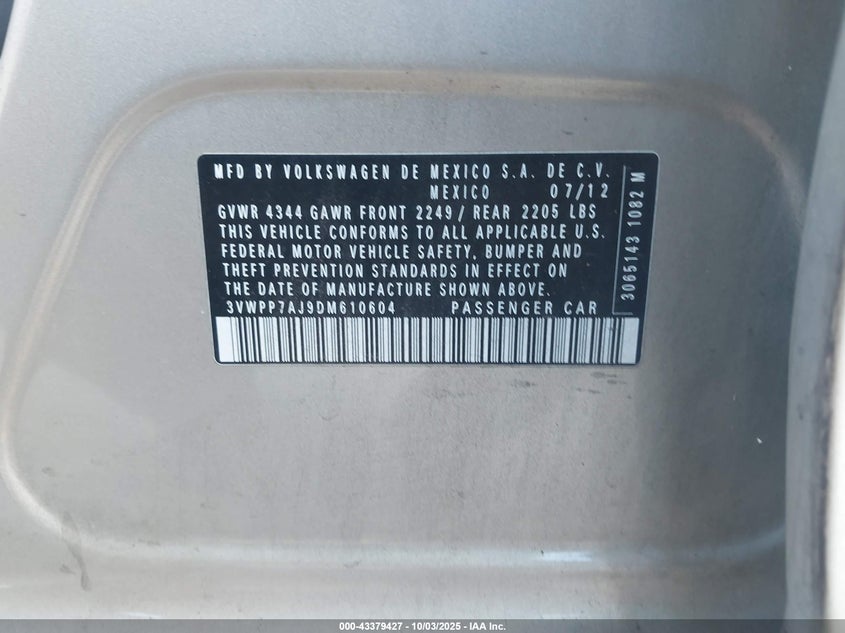 MFD BY VOLKSWAGEN DE MEXICO S.A. DE C.V.
MEXICO 07/12
GVWR 4344 GAWR FRONT 2249/ REAR 2205 LBS
THIS VEHICLE CONFORMS TO ALL APPLICABLE U.S.
FEDERAL MOTOR VEHICLE SAFETY, BUMPER AND
THEFT PREVENTION STANDARDS IN EFFECT ON
THE DATE OF MANUFACTURE SHOWN ABOVE
3VWPP7AJ9DM610604 PASSENGER CAR
3065143 1082 M
000-43379427 - 10/03/2025 - IAA Inc.